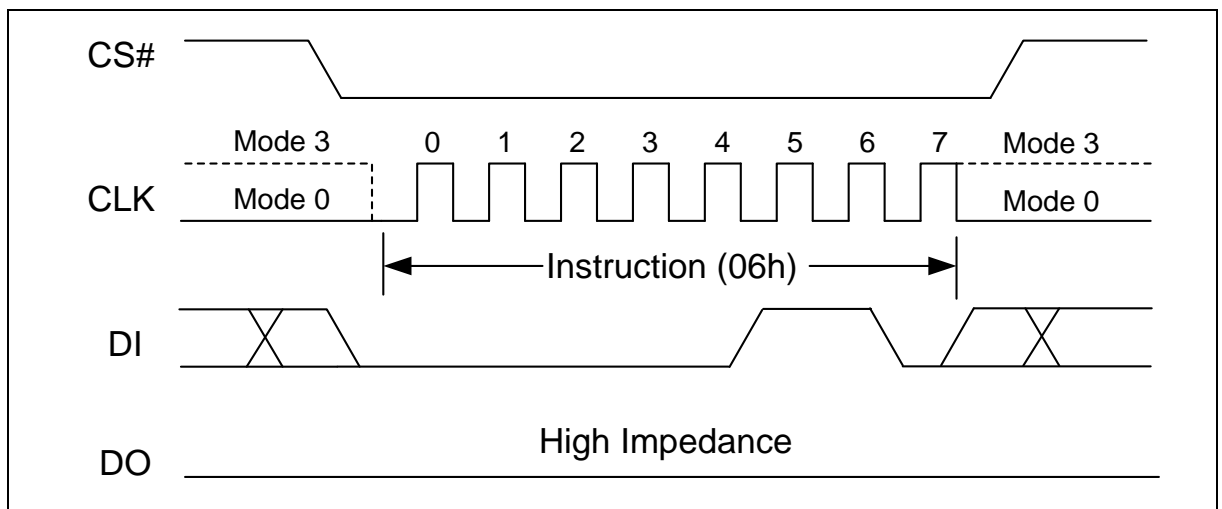 CS#
Mode 3 0 1 2 3 4 5 6 7 Mode 3
CLK Mode 0 Mode 0
Instruction (06h)
DI
High Impedance
DO